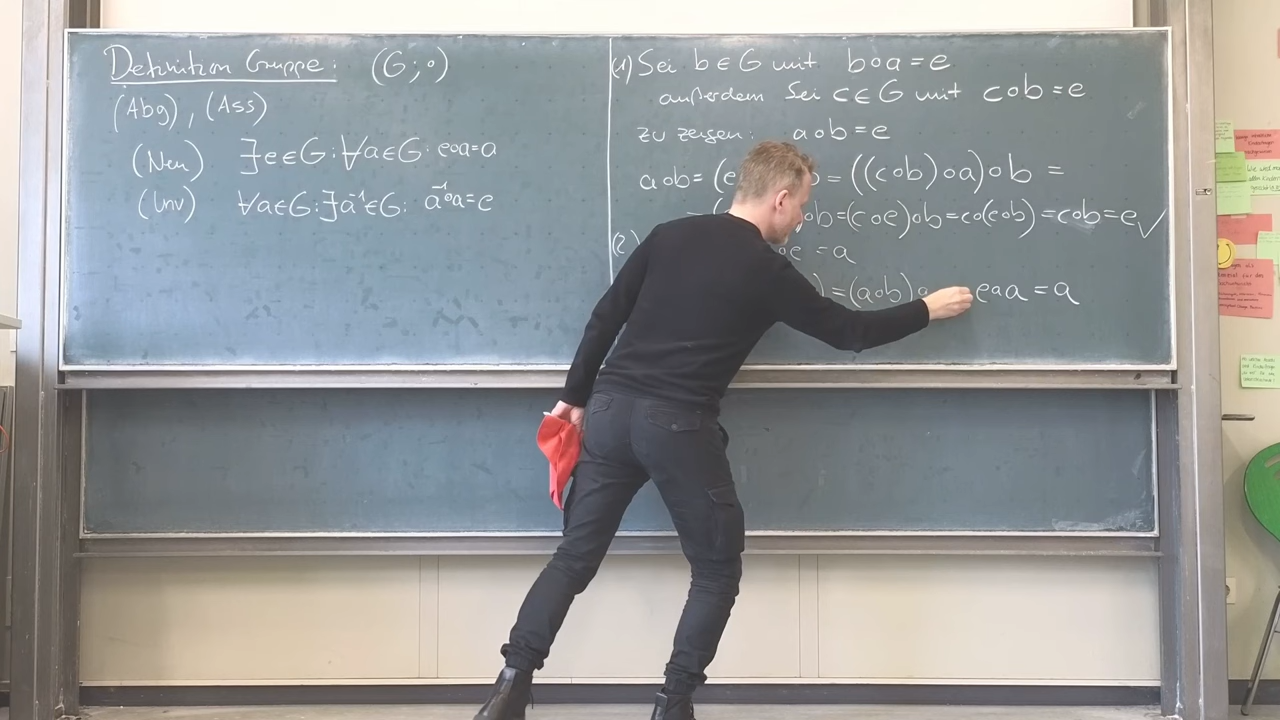 Definition Gruppe: (G;∘)
(Abg), (Ass)
(Neu) ∃e∈G:∀a∈G: e∘a=a
(Inv) ∀a∈G:∃a⁻¹∈G: a⁻¹∘a=e
(1) Sei b∈G mit b∘a=e
außerdem Sei c∈G mit c∘b=e
zu zeigen: a∘b=e
a∘b=(e = ((c∘b)∘a)∘b =
∘b=(c∘e)∘b=c∘(e∘b)=c∘b=e✓
(2) ∘e = a
)=(a∘b)∘ e∘a=a